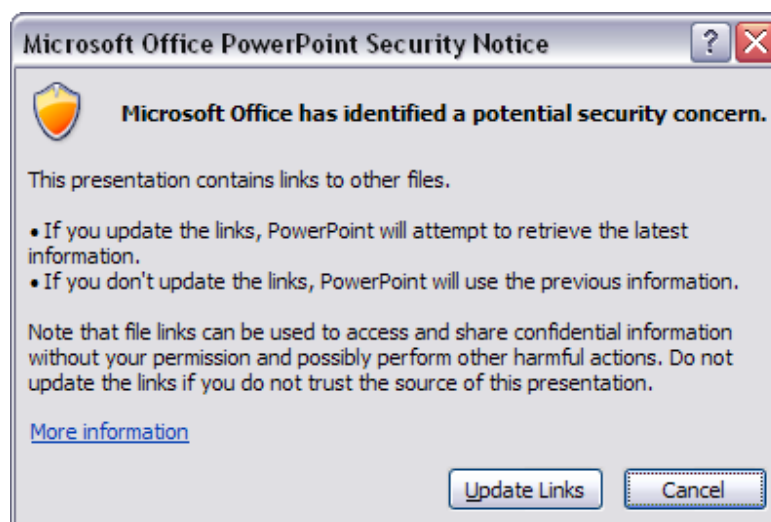 Microsoft Office PowerPoint Security Notice
?
Microsoft Office has identified a potential security concern.
This presentation contains links to other files.
• If you update the links, PowerPoint will attempt to retrieve the latest
information.
• If you don't update the links, PowerPoint will use the previous information.
Note that file links can be used to access and share confidential information
without your permission and possibly perform other harmful actions. Do not
update the links if you do not trust the source of this presentation.
More information
Update Links Cancel